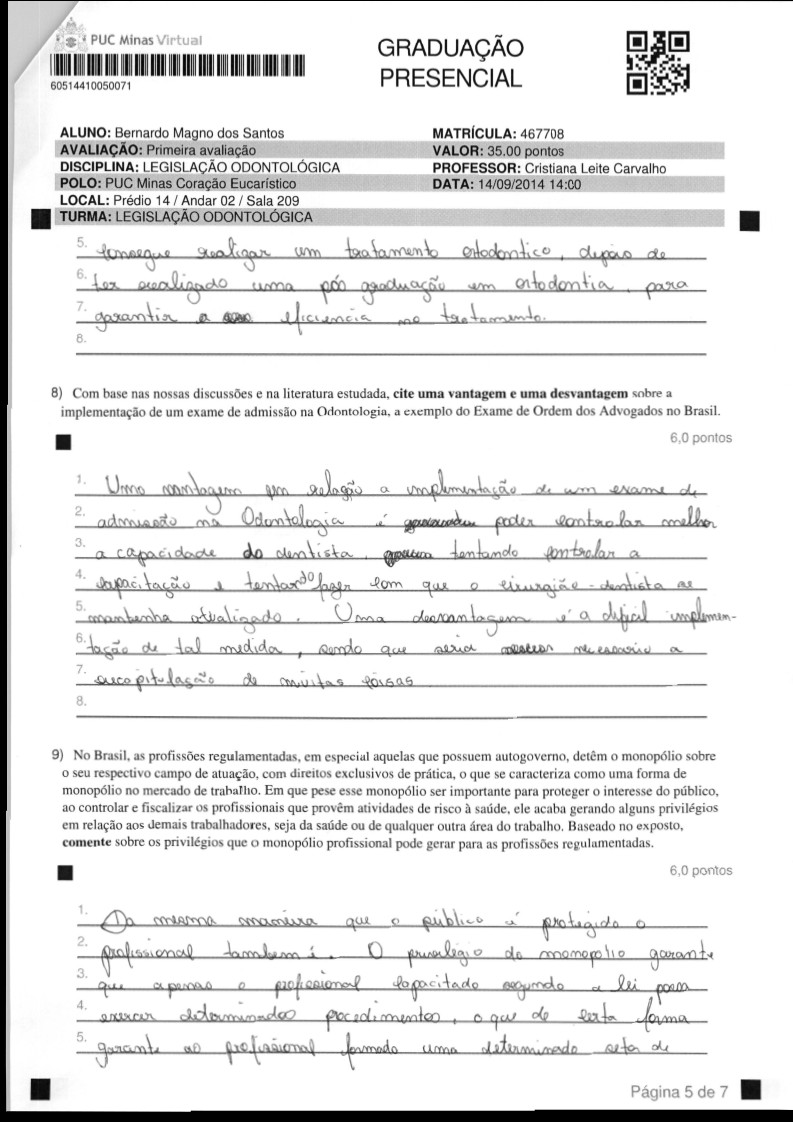 PUC Minas Virtual
60514410050071
GRADUAÇÃO
PRESENCIAL
ALUNO: Bernardo Magno dos Santos MATRÍCULA: 467708
AVALIAÇÃO: Primeira avaliação VALOR: 35.00 pontos
DISCIPLINA: LEGISLAÇÃO ODONTOLÓGICA PROFESSOR: Cristiana Leite Carvalho
POLO: PUC Minas Coração Eucarístico DATA: 14/09/2014 14:00
LOCAL: Prédio 14 / Andar 02 / Sala 209
TURMA: LEGISLAÇÃO ODONTOLÓGICA
5. consegue realizar um tratamento ortodontico, depois de
6. ter realizado uma pós graduação em ortodontia, para
7. garantir a eficiencia no tratamento.
8.
8) Com base nas nossas discussões e na literatura estudada, cite uma vantagem e uma desvantagem sobre a
implementação de um exame de admissão na Odontologia, a exemplo do Exame de Ordem dos Advogados no Brasil.
6,0 pontos
1. Uma vantagem em relação a implementação de um exame de
2. admissão na Odontologia é poder controlar melhor
3. a capacidade do dentista, tentando controlar a
4. capacitação e tentando fazer com que o cirurgião-dentista se
5. mantenha atualizado. Uma desvantagem é a dificil implemen-
6. tação de tal medida, sendo que seria necessario a
7. de muitas coisas
8.
9) No Brasil, as profissões regulamentadas, em especial aquelas que possuem autogoverno, detêm o monopólio sobre
o seu respectivo campo de atuação, com direitos exclusivos de prática, o que se caracteriza como uma forma de
monopólio no mercado de trabalho. Em que pese esse monopólio ser importante para proteger o interesse do público,
ao controlar e fiscalizar os profissionais que provêm atividades de risco à saúde, ele acaba gerando alguns privilégios
em relação aos demais trabalhadores, seja da saúde ou de qualquer outra área do trabalho. Baseado no exposto,
comente sobre os privilégios que o monopólio profissional pode gerar para as profissões regulamentadas.
6,0 pontos
1. Da mesma maneira que o público é protegido o
2. profissional também é. O privilégio do monopolio garante
3. que apenas o profissional capacitado segundo a lei possa
4. exercer determinados procedimentos, o que de certa forma
5. garante ao profissional formado uma determinado seta de
Página 5 de 7